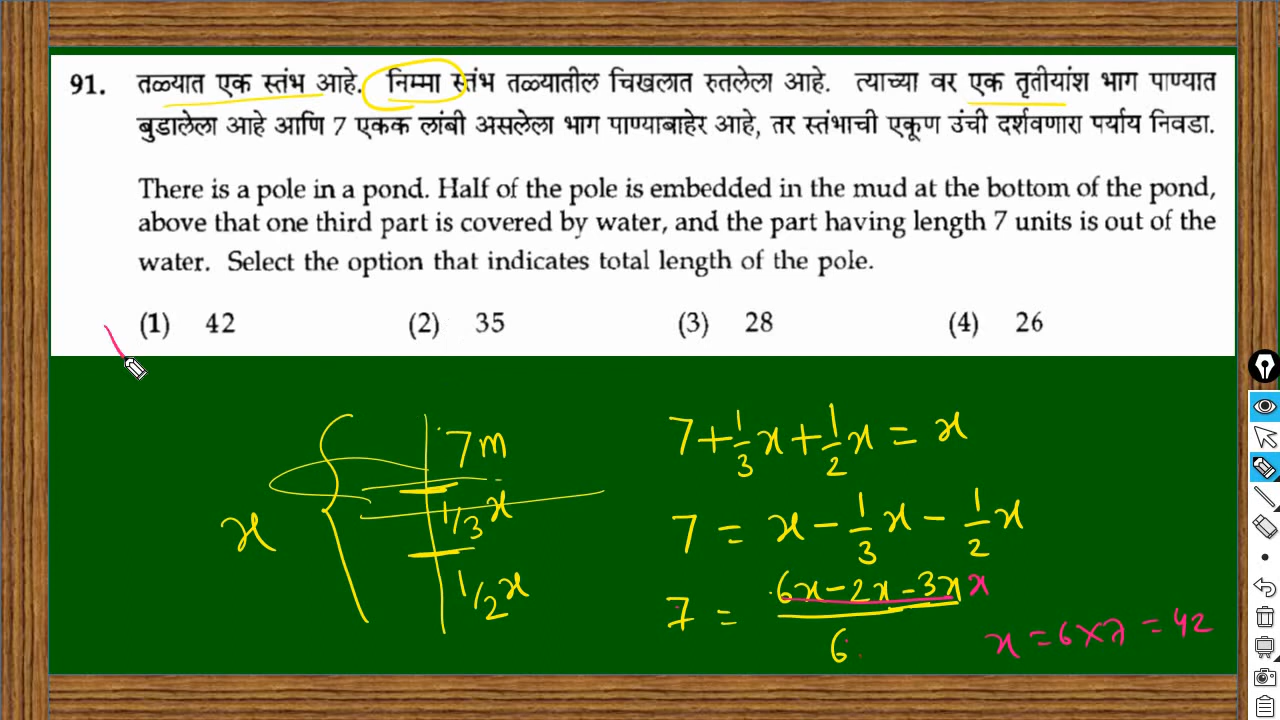 91. तळ्यात एक स्तंभ आहे. निम्मा स्तंभ तळ्यातील चिखलात रुतलेला आहे. त्याच्या वर एक तृतीयांश भाग पाण्यात
बुडालेला आहे आणि 7 एकक लांबी असलेला भाग पाण्याबाहेर आहे, तर स्तंभाची एकूण उंची दर्शवणारा पर्याय निवडा.
There is a pole in a pond. Half of the pole is embedded in the mud at the bottom of the pond,
above that one third part is covered by water, and the part having length 7 units is out of the
water. Select the option that indicates total length of the pole.
(1) 42 (2) 35 (3) 28 (4) 26
7m
1/3 x
x
1/2 x
7 + 1/3 x + 1/2 x = x
7 = x - 1/3 x - 1/2 x
7 = 6x - 2x - 3x x
6
x = 6 × 7 = 42